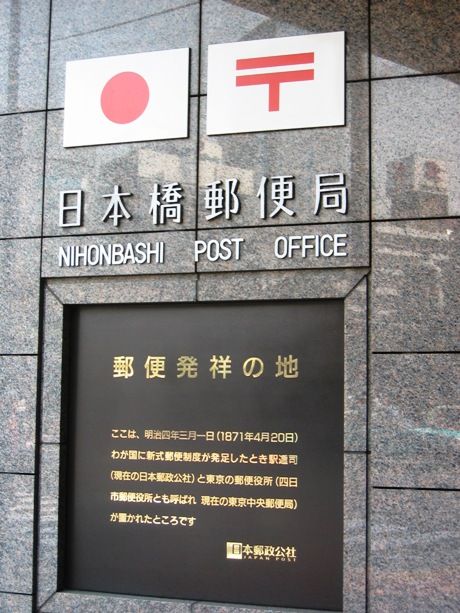 〒
日本橋郵便局
NIHONBASHI POST OFFICE
郵便発祥の地
ここは、明治四年三月一日(1871年4月20日)
わが国に新式郵便制度が発足したとき駅逓司
(現在の日本郵政公社)と東京の郵便役所(四日
市郵便役所とも呼ばれ 現在の東京中央郵便局)
が置かれたところです
日本郵政公社
JAPAN POST